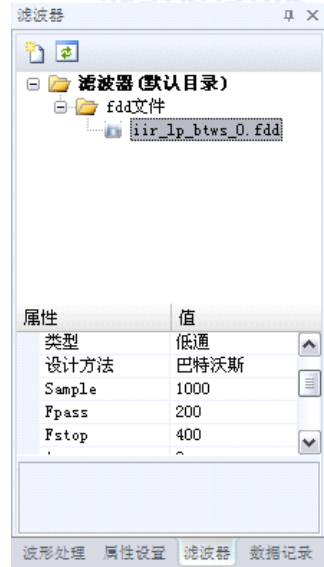 滤波器
滤波器(默认目录)
fdd文件
iir_lp_btws_0.fdd
属性 值
类型 低通
设计方法 巴特沃斯
Sample 1000
Fpass 200
Fstop 400
波形处理 属性设置 滤波器 数据记录